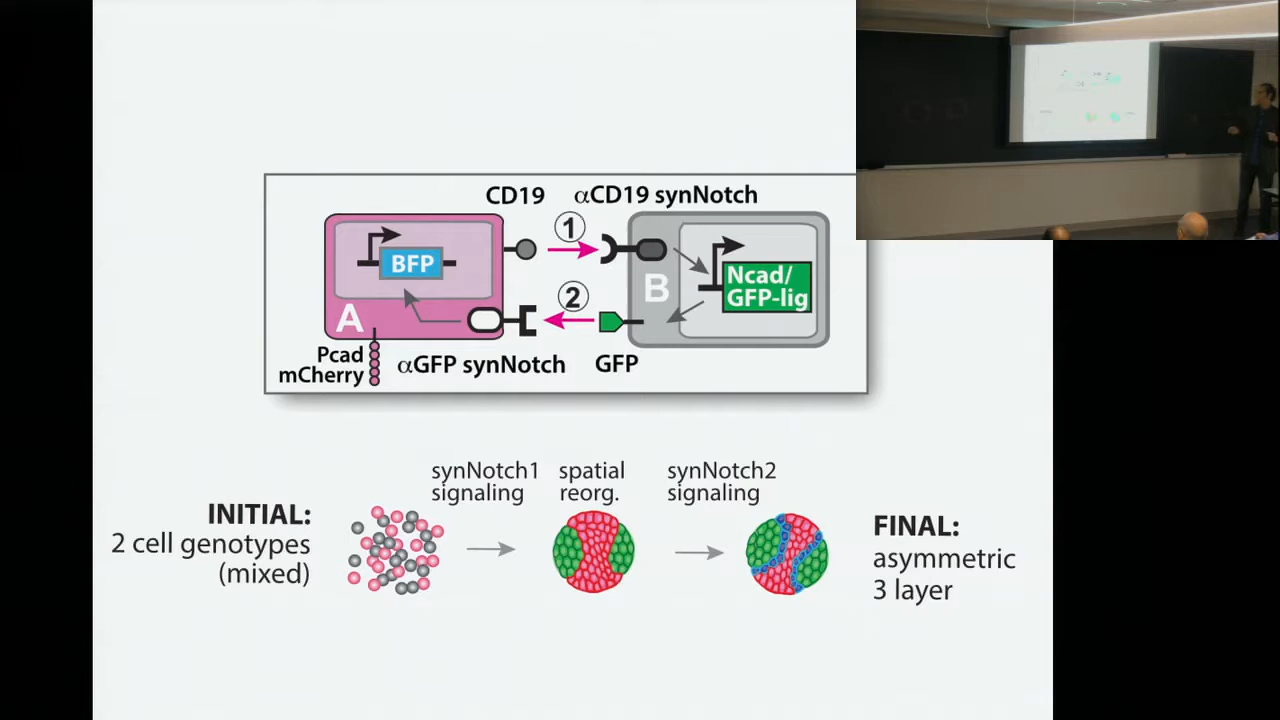 CD19
αCD19 synNotch
1
BFP
Ncad/
GFP-lig
A
B
2
Pcad
mCherry
αGFP synNotch
GFP
synNotch1
signaling
spatial
reorg.
synNotch2
signaling
INITIAL:
2 cell genotypes
(mixed)
FINAL:
asymmetric
3 layer